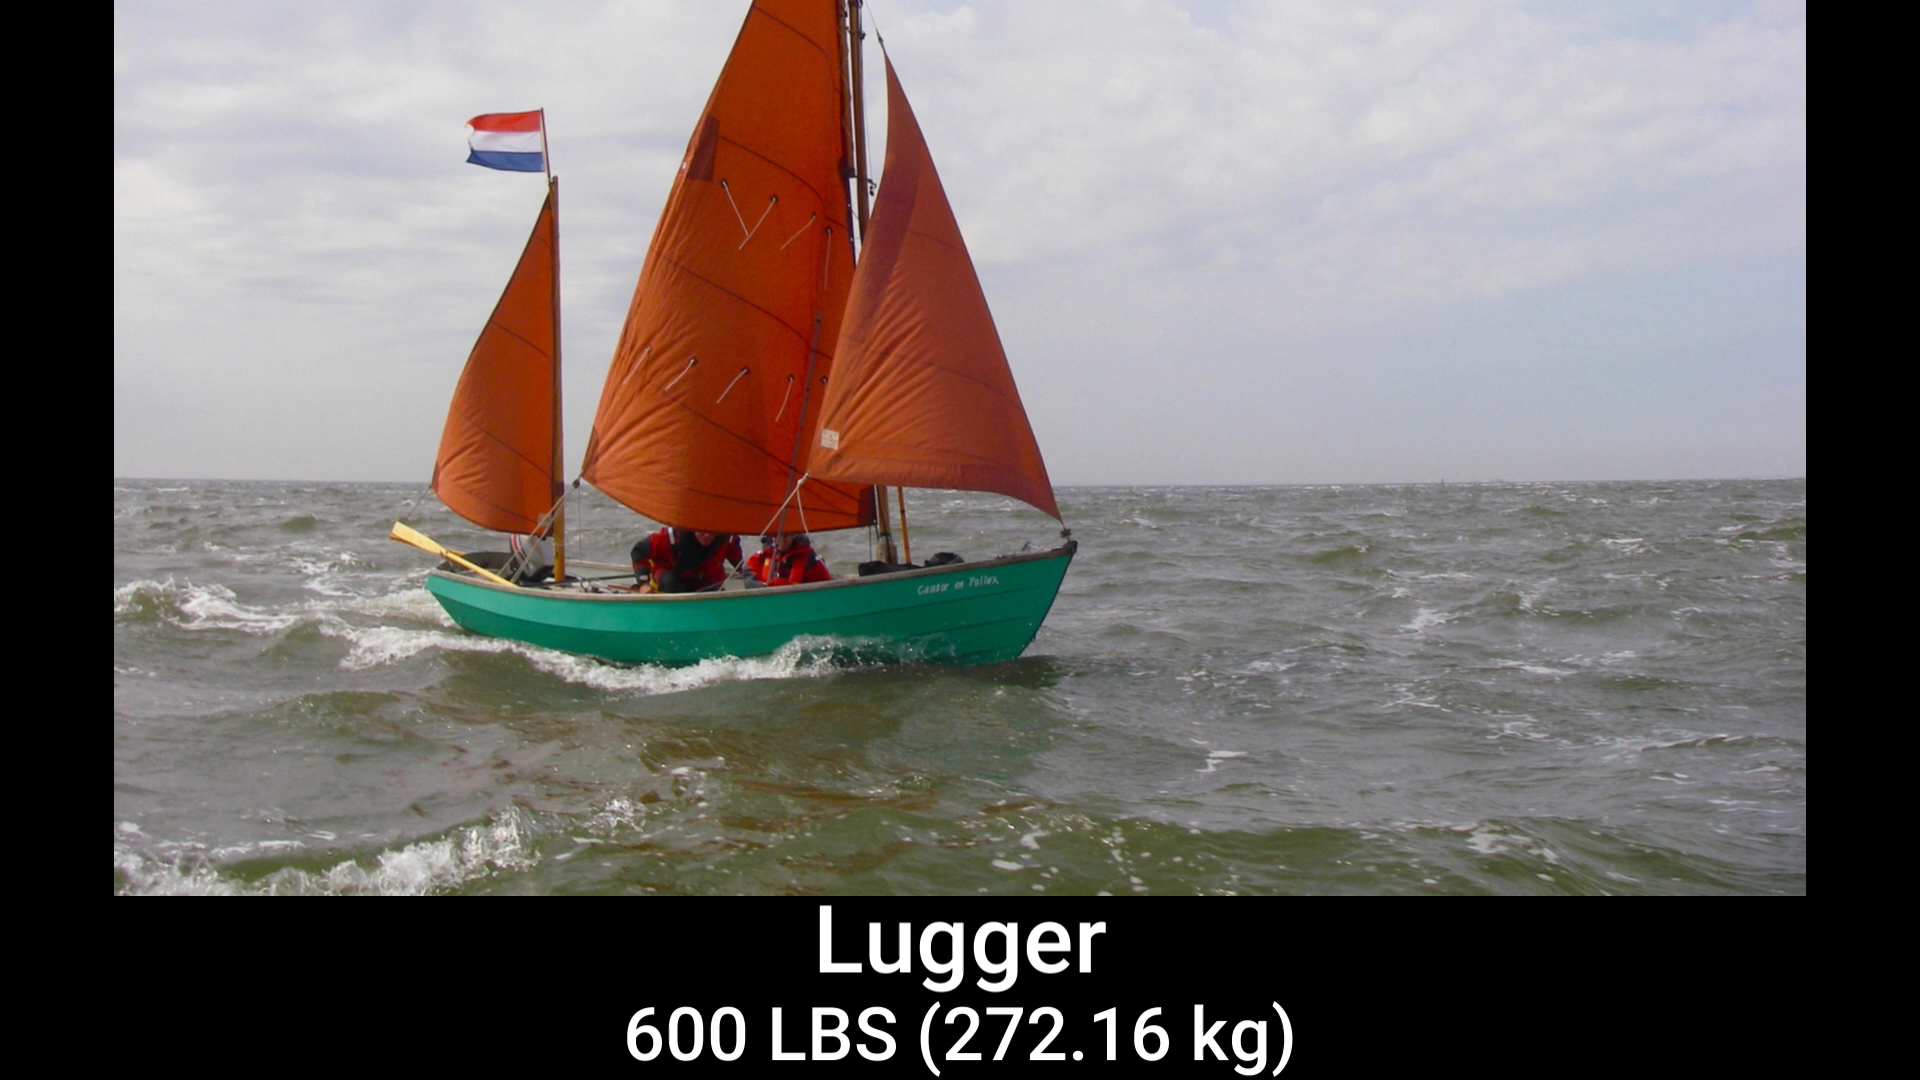 Castor en Pollux
Lugger
600 LBS (272.16 kg)